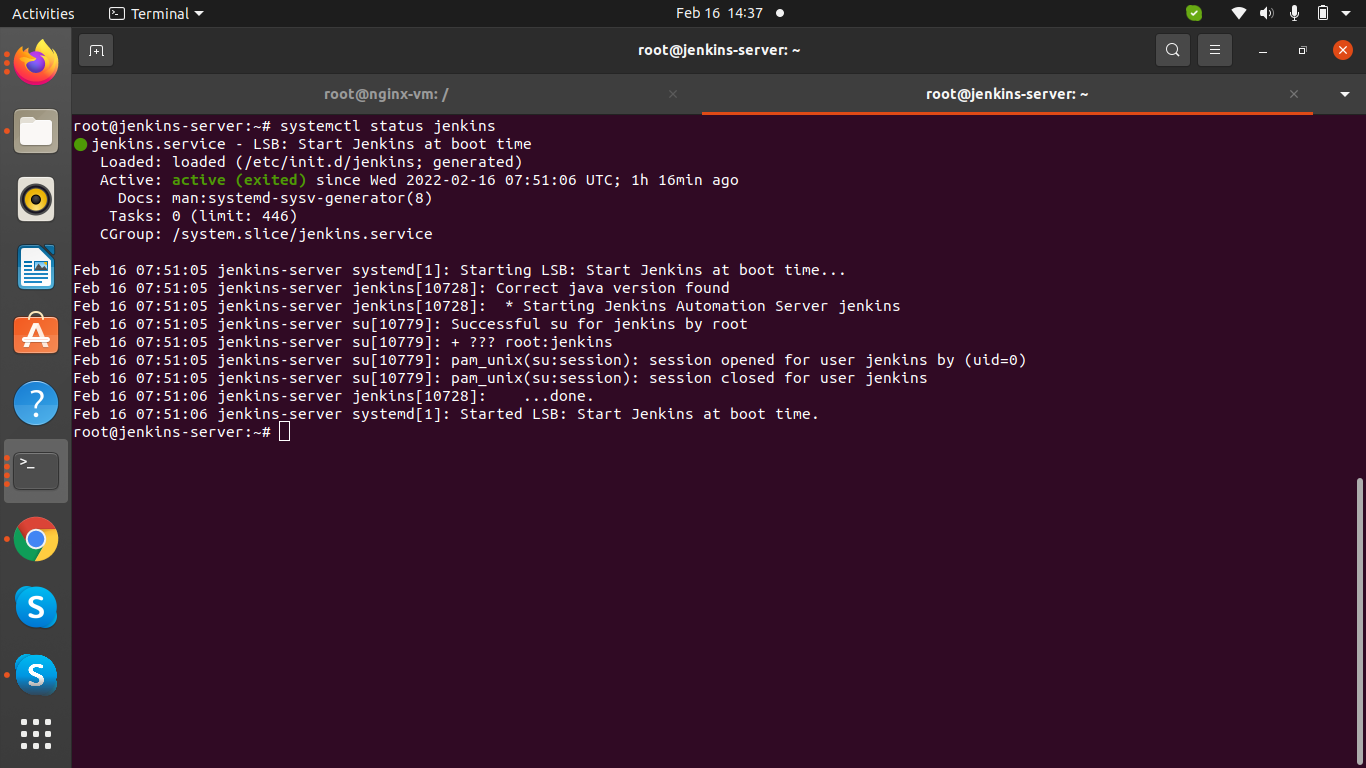 Activities Terminal Feb 16 14:37
root@jenkins-server: ~
root@nginx-vm: / root@jenkins-server: ~
root@jenkins-server:~# systemctl status jenkins
jenkins.service - LSB: Start Jenkins at boot time
Loaded: loaded (/etc/init.d/jenkins; generated)
Active: active (exited) since Wed 2022-02-16 07:51:06 UTC; 1h 16min ago
Docs: man:systemd-sysv-generator(8)
Tasks: 0 (limit: 446)
CGroup: /system.slice/jenkins.service
Feb 16 07:51:05 jenkins-server systemd[1]: Starting LSB: Start Jenkins at boot time...
Feb 16 07:51:05 jenkins-server jenkins[10728]: Correct java version found
Feb 16 07:51:05 jenkins-server jenkins[10728]:  * Starting Jenkins Automation Server jenkins
Feb 16 07:51:05 jenkins-server su[10779]: Successful su for jenkins by root
Feb 16 07:51:05 jenkins-server su[10779]: + ??? root:jenkins
Feb 16 07:51:05 jenkins-server su[10779]: pam_unix(su:session): session opened for user jenkins by (uid=0)
Feb 16 07:51:05 jenkins-server su[10779]: pam_unix(su:session): session closed for user jenkins
Feb 16 07:51:06 jenkins-server jenkins[10728]:    ...done.
Feb 16 07:51:06 jenkins-server systemd[1]: Started LSB: Start Jenkins at boot time.
root@jenkins-server:~#